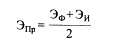 Э_Пр = (Э_Ф + Э_И) / 2